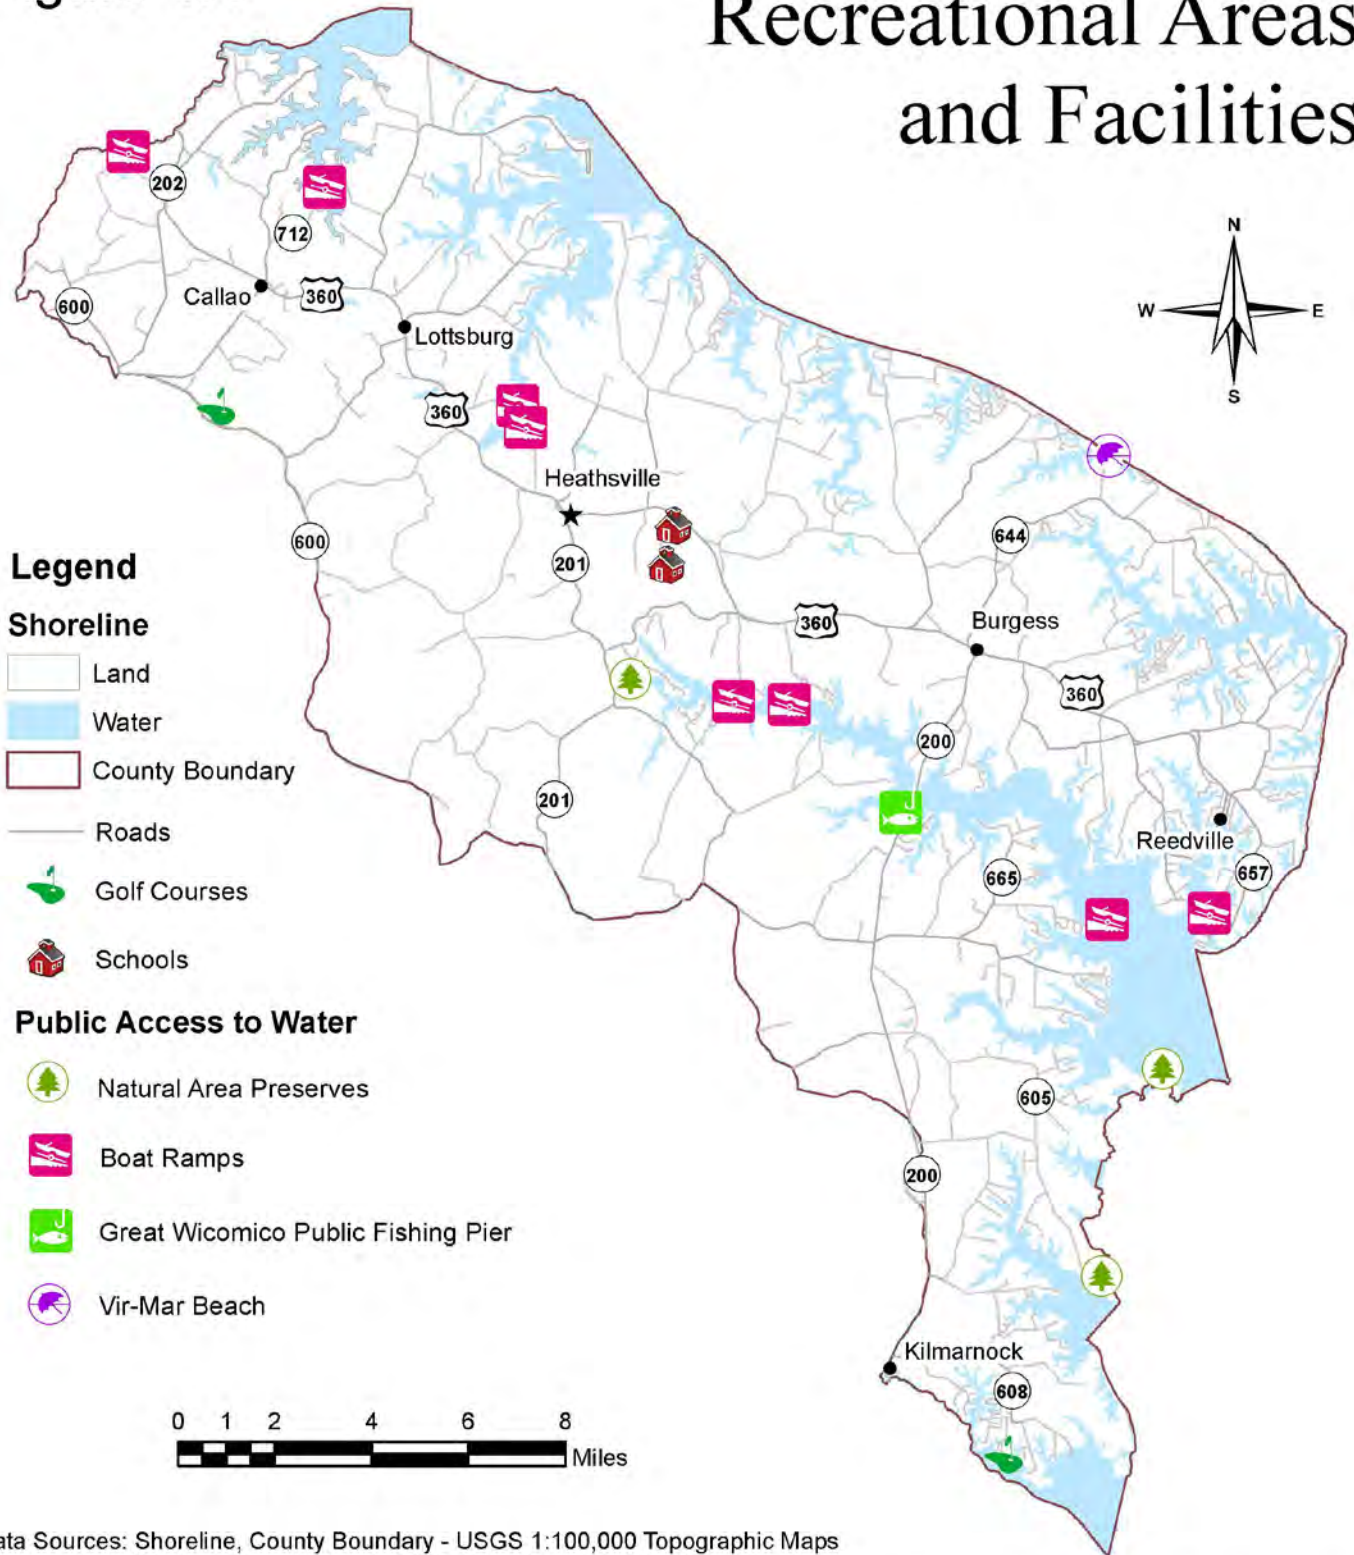 Recreational Areas
and Facilities
N
W
E
S
202
712
600
Callao
360
Lottsburg
360
Heathsville
600
201
644
360
Burgess
360
200
201
Reedville
657
665
605
200
Kilmarnock
608
Legend
Shoreline
Land
Water
County Boundary
Roads
Golf Courses
Schools
Public Access to Water
Natural Area Preserves
Boat Ramps
Great Wicomico Public Fishing Pier
Vir-Mar Beach
0 1 2 4 6 8
Miles
ata Sources: Shoreline, County Boundary - USGS 1:100,000 Topographic Maps